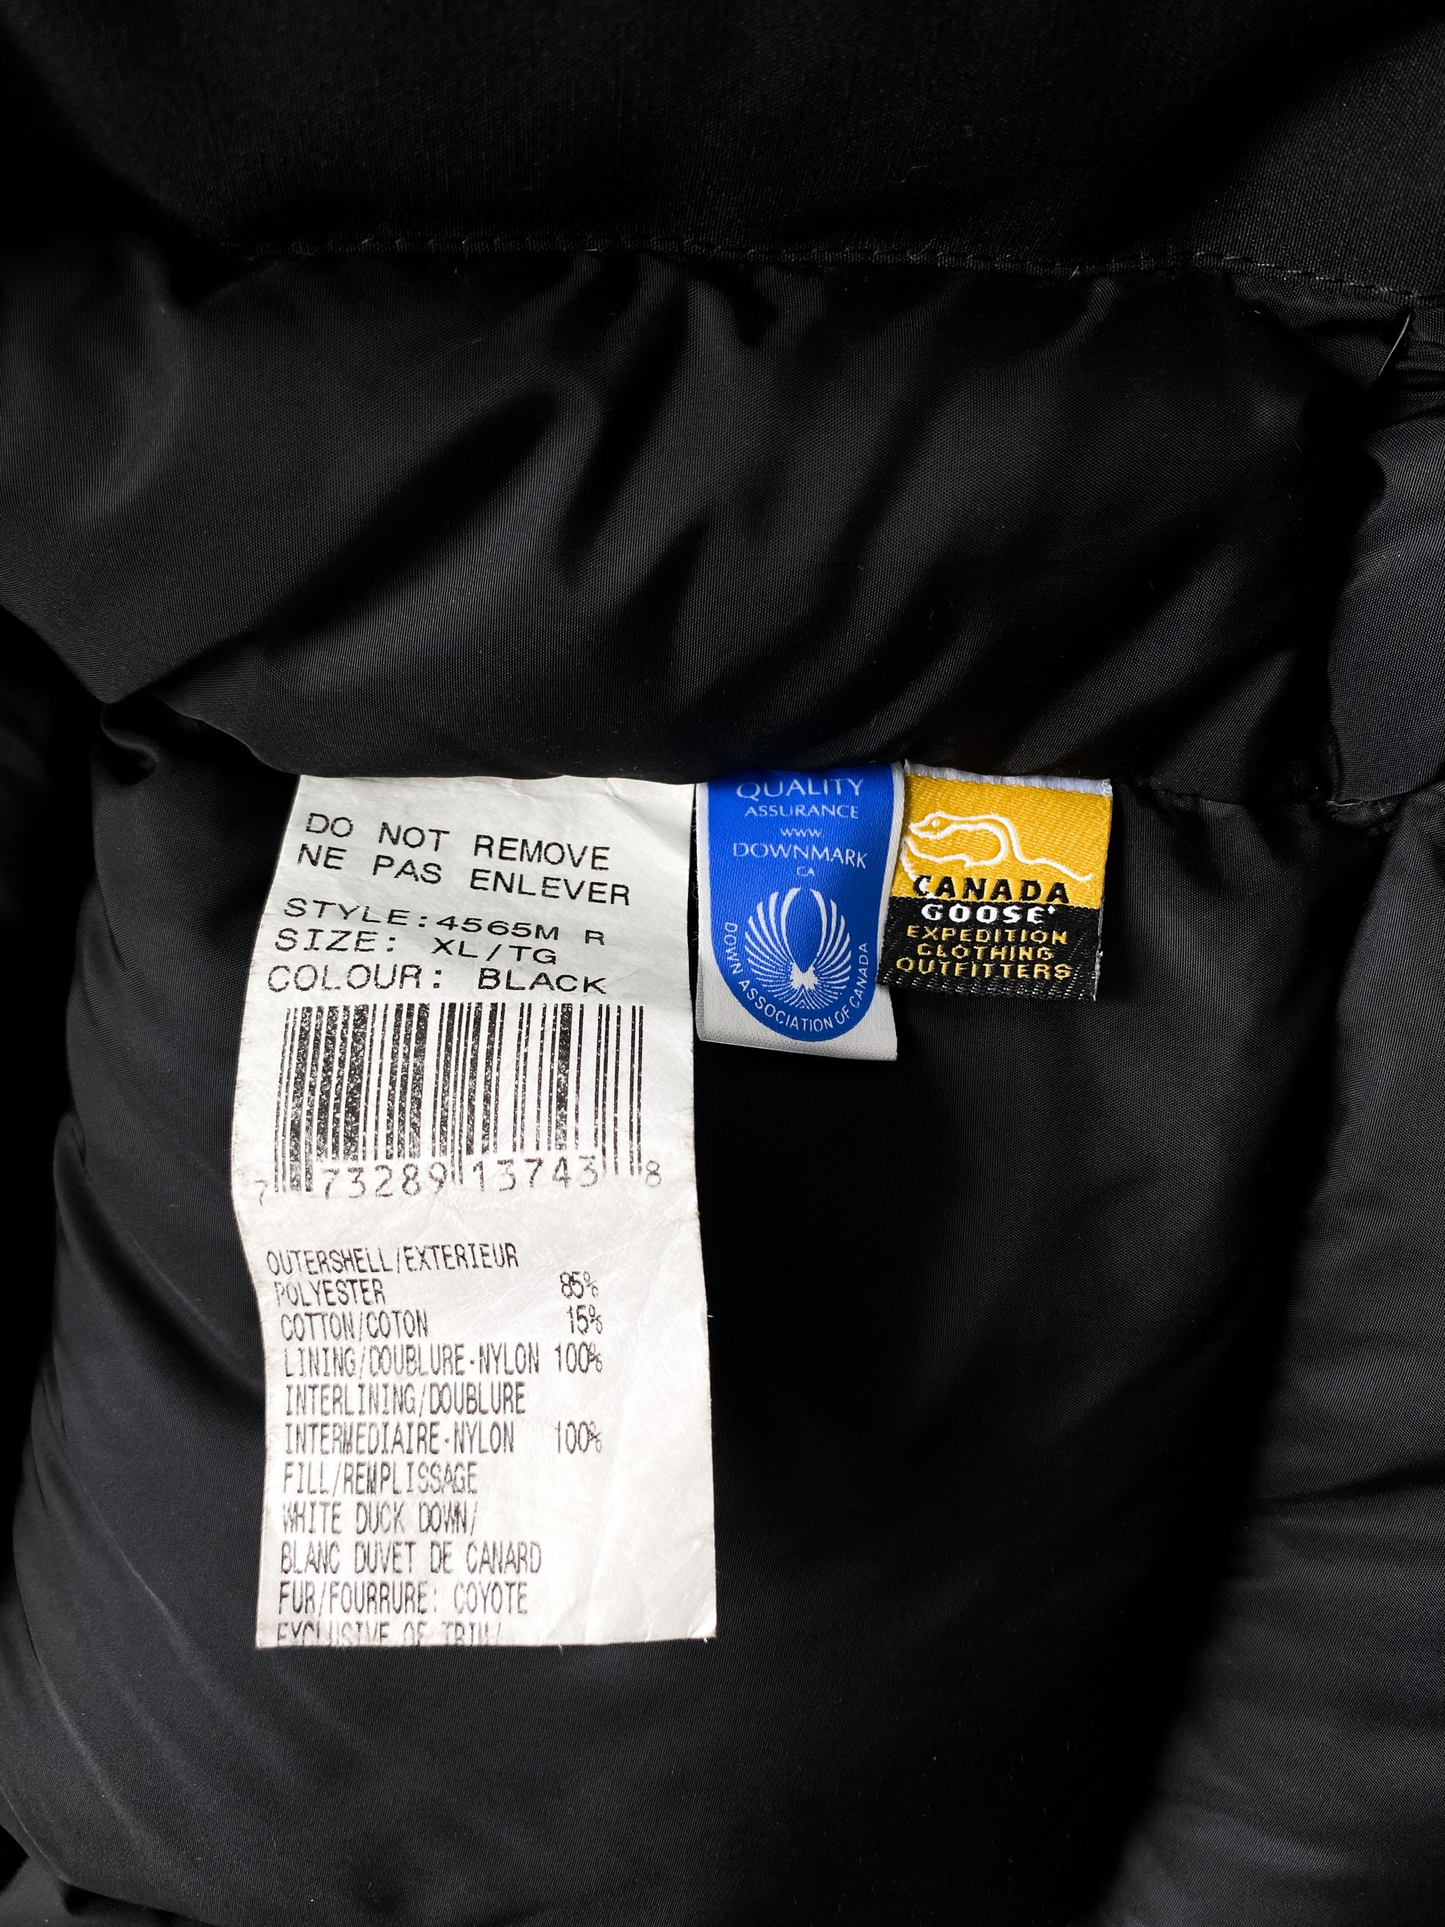 DO NOT REMOVE
NE PAS ENLEVER
STYLE:4565M R
SIZE: XL/TG
COLOUR: BLACK
7 73289 13743 8
OUTERSHELL/EXTERIEUR
POLYESTER 85%
COTTON/COTON 15%
LINING/DOUBLURE-NYLON 100%
INTERLINING/DOUBLURE
INTERMEDIAIRE-NYLON 100%
FILL/REMPLISSAGE
WHITE DUCK DOWN/
BLANC DUVET DE CANARD
FUR/FOURRURE: COYOTE
EXCLUSIVE OF TRIM/
QUALITY
ASSURANCE
www
DOWNMARK
CA
DOWN ASSOCIATION OF CANADA
CANADA
GOOSE®
EXPEDITION
CLOTHING
OUTFITTERS